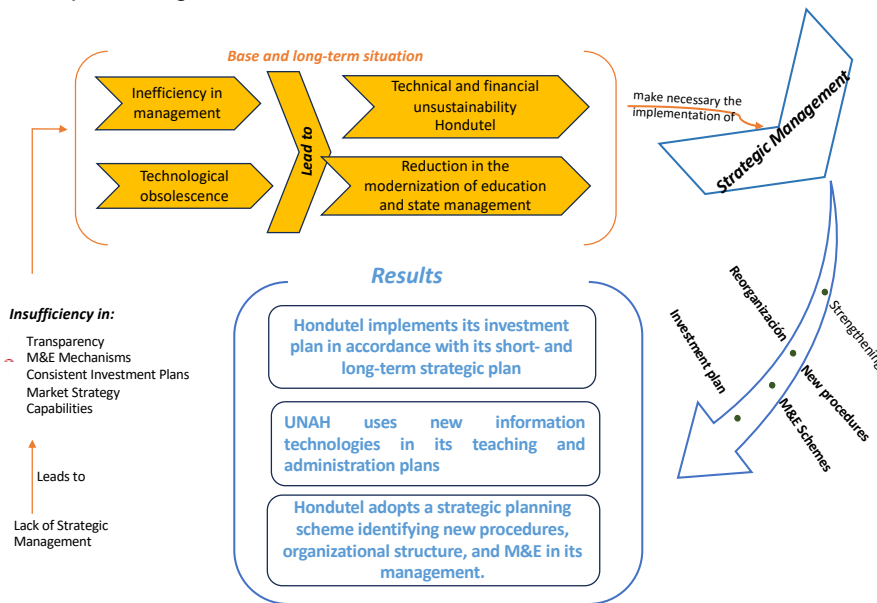 Base and long-term situation
Inefficiency in
management
Technological
obsolescence
Lead to
Technical and financial
unsustainability
Hondutel
Reduction in the
modernization of education
and state management
make necessary the
implementation of
Strategic Management
Strengthening
Reorganización
New procedures
M&E Schemes
Investment plan
Insufficiency in:
Transparency
M&E Mechanisms
Consistent Investment Plans
Market Strategy
Capabilities
Leads to
Lack of Strategic
Management
Results
Hondutel implements its investment
plan in accordance with its short- and
long-term strategic plan
UNAH uses new information
technologies in its teaching and
administration plans
Hondutel adopts a strategic planning
scheme identifying new procedures,
organizational structure, and M&E in its
management.